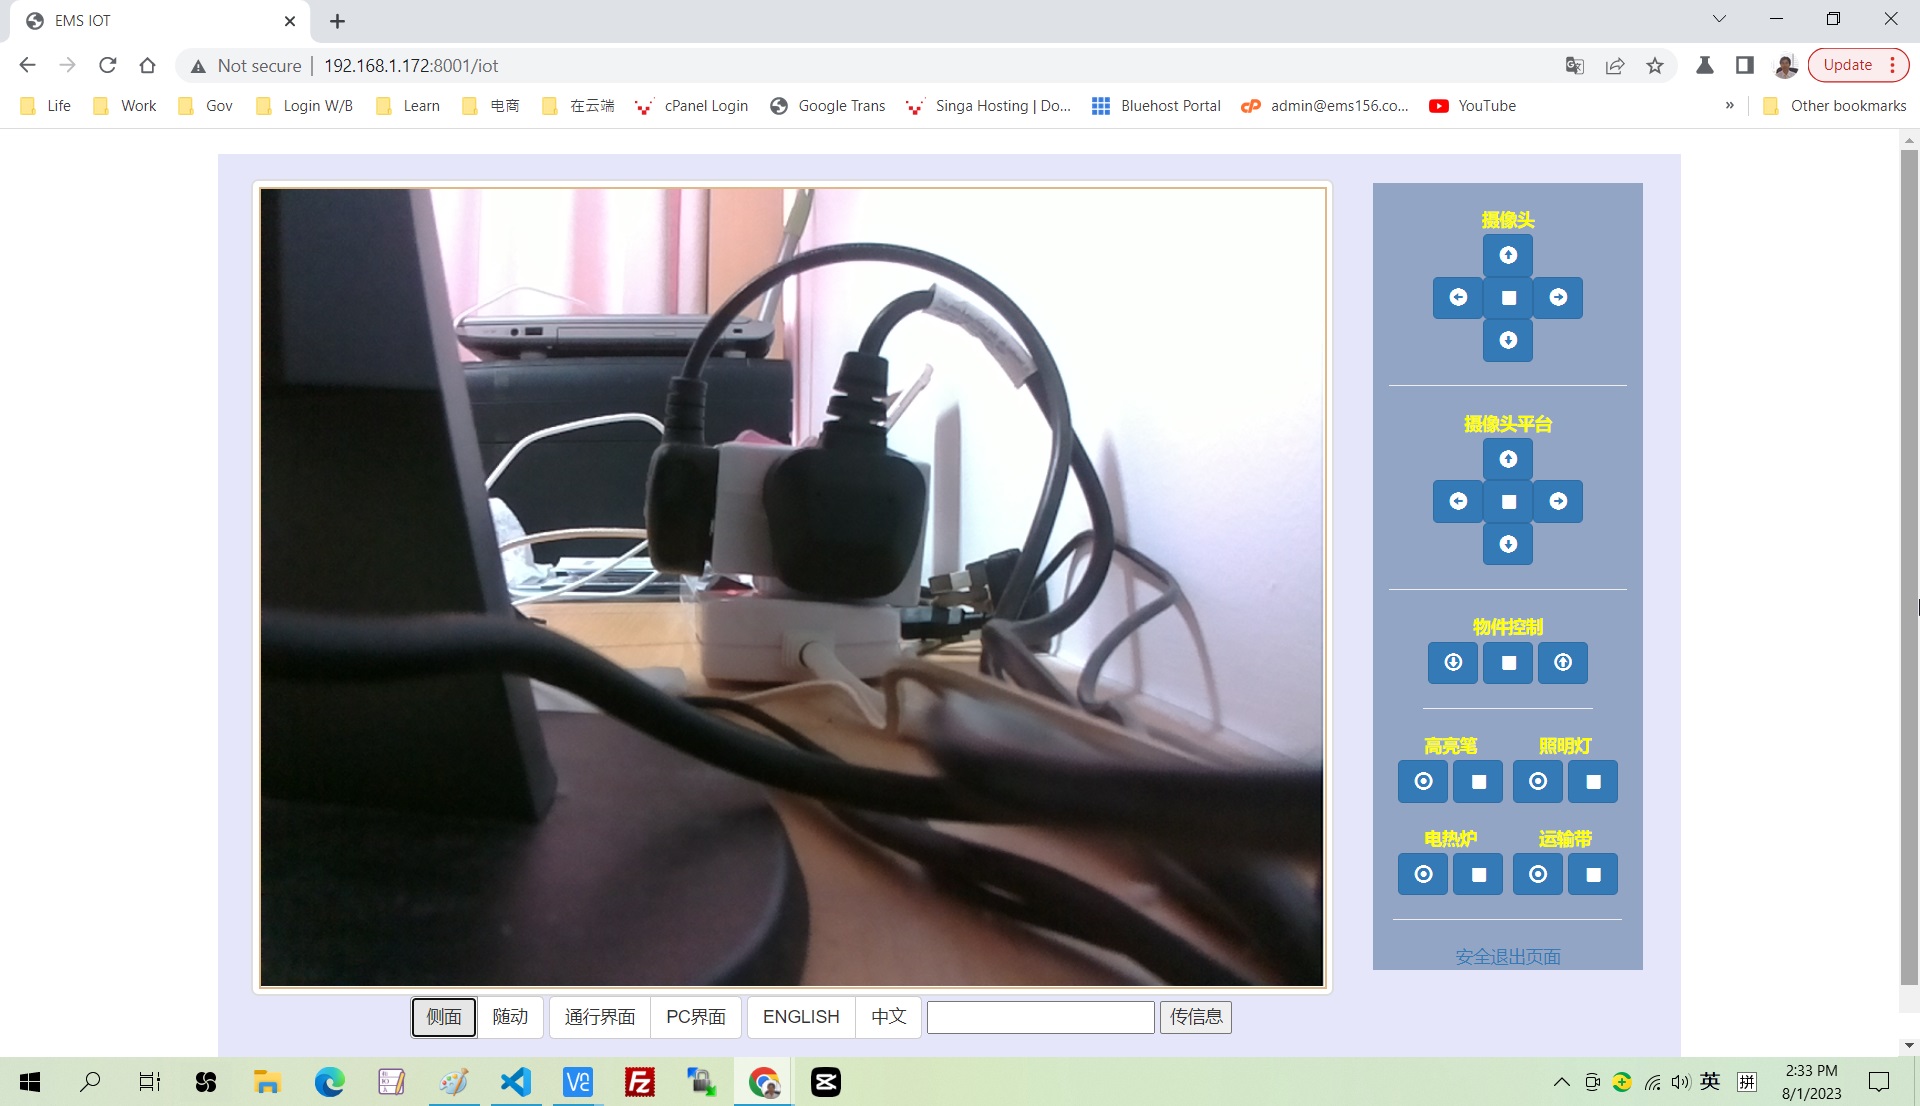 EMS IOT
Not secure 192.168.1.172:8001/iot
Update
Life Work Gov Login W/B Learn 电商 在云端 cPanel Login Google Trans Singa Hosting | Do... Bluehost Portal admin@ems156.co... YouTube » Other bookmarks
摄像头
摄像头平台
物件控制
高亮笔 照明灯
电热炉 运输带
安全退出页面
侧面 随动 通行界面 PC界面 ENGLISH 中文 传信息
英 拼 2:33 PM
8/1/2023